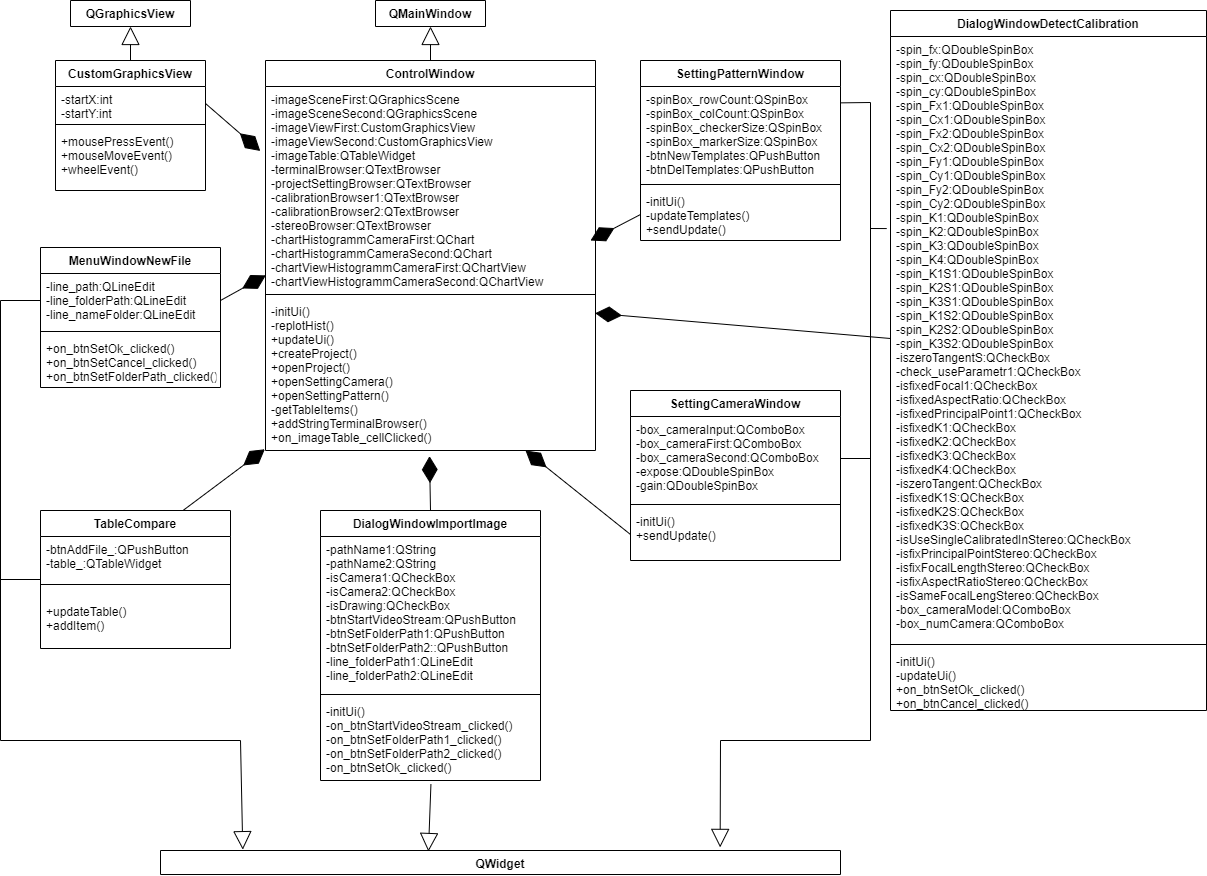 QGraphicsView
QMainWindow
CustomGraphicsView
-startX:int
-startY:int
+mousePressEvent()
+mouseMoveEvent()
+wheelEvent()
ControlWindow
-imageSceneFirst:QGraphicsScene
-imageSceneSecond:QGraphicsScene
-imageViewFirst:CustomGraphicsView
-imageViewSecond:CustomGraphicsView
-imageTable:QTableWidget
-terminalBrowser:QTextBrowser
-projectSettingBrowser:QTextBrowser
-calibrationBrowser1:QTextBrowser
-calibrationBrowser2:QTextBrowser
-stereoBrowser:QTextBrowser
-chartHistogrammCameraFirst:QChart
-chartHistogrammCameraSecond:QChart
-chartViewHistogrammCameraFirst:QChartView
-chartViewHistogrammCameraSecond:QChartView
-initUi()
-replotHist()
+updateUi()
+createProject()
+openProject()
+openSettingCamera()
+openSettingPattern()
-getTableItems()
+addStringTerminalBrowser()
+on_imageTable_cellClicked()
SettingPatternWindow
-spinBox_rowCount:QSpinBox
-spinBox_colCount:QSpinBox
-spinBox_checkerSize:QSpinBox
-spinBox_markerSize:QSpinBox
-btnNewTemplates:QPushButton
-btnDelTemplates:QPushButton
-initUi()
-updateTemplates()
+sendUpdate()
DialogWindowDetectCalibration
-spin_fx:QDoubleSpinBox
-spin_fy:QDoubleSpinBox
-spin_cx:QDoubleSpinBox
-spin_cy:QDoubleSpinBox
-spin_Fx1:QDoubleSpinBox
-spin_Cx1:QDoubleSpinBox
-spin_Fx2:QDoubleSpinBox
-spin_Cx2:QDoubleSpinBox
-spin_Fy1:QDoubleSpinBox
-spin_Cy1:QDoubleSpinBox
-spin_Fy2:QDoubleSpinBox
-spin_Cy2:QDoubleSpinBox
-spin_K1:QDoubleSpinBox
-spin_K2:QDoubleSpinBox
-spin_K3:QDoubleSpinBox
-spin_K4:QDoubleSpinBox
-spin_K1S1:QDoubleSpinBox
-spin_K2S1:QDoubleSpinBox
-spin_K3S1:QDoubleSpinBox
-spin_K1S2:QDoubleSpinBox
-spin_K2S2:QDoubleSpinBox
-spin_K3S2:QDoubleSpinBox
-iszeroTangentS:QCheckBox
-check_useParametr1:QCheckBox
-isfixedFocal1:QCheckBox
-isfixedAspectRatio:QCheckBox
-isfixedPrincipalPoint1:QCheckBox
-isfixedK1:QCheckBox
-isfixedK2:QCheckBox
-isfixedK3:QCheckBox
-isfixedK4:QCheckBox
-iszeroTangent:QCheckBox
-isfixedK1S:QCheckBox
-isfixedK2S:QCheckBox
-isfixedK3S:QCheckBox
-isUseSingleCalibratedInStereo:QCheckBox
-isfixPrincipalPointStereo:QCheckBox
-isfixFocalLengthStereo:QCheckBox
-isfixAspectRatioStereo:QCheckBox
-isSameFocalLengStereo:QCheckBox
-box_cameraModel:QComboBox
-box_numCamera:QComboBox
-initUi()
-updateUi()
+on_btnSetOk_clicked()
+on_btnCancel_clicked()
MenuWindowNewFile
-line_path:QLineEdit
-line_folderPath:QLineEdit
-line_nameFolder:QLineEdit
+on_btnSetOk_clicked()
+on_btnSetCancel_clicked()
+on_btnSetFolderPath_clicked()
SettingCameraWindow
-box_cameraInput:QComboBox
-box_cameraFirst:QComboBox
-box_cameraSecond:QComboBox
-expose:QDoubleSpinBox
-gain:QDoubleSpinBox
-initUi()
+sendUpdate()
TableCompare
-btnAddFile_:QPushButton
-table_:QTableWidget
+updateTable()
+addItem()
DialogWindowImportImage
-pathName1:QString
-pathName2:QString
-isCamera1:QCheckBox
-isCamera2:QCheckBox
-isDrawing:QCheckBox
-btnStartVideoStream:QPushButton
-btnSetFolderPath1:QPushButton
-btnSetFolderPath2::QPushButton
-line_folderPath1:QLineEdit
-line_folderPath2:QLineEdit
-initUi()
-on_btnStartVideoStream_clicked()
-on_btnSetFolderPath1_clicked()
-on_btnSetFolderPath2_clicked()
-on_btnSetOk_clicked()
QWidget